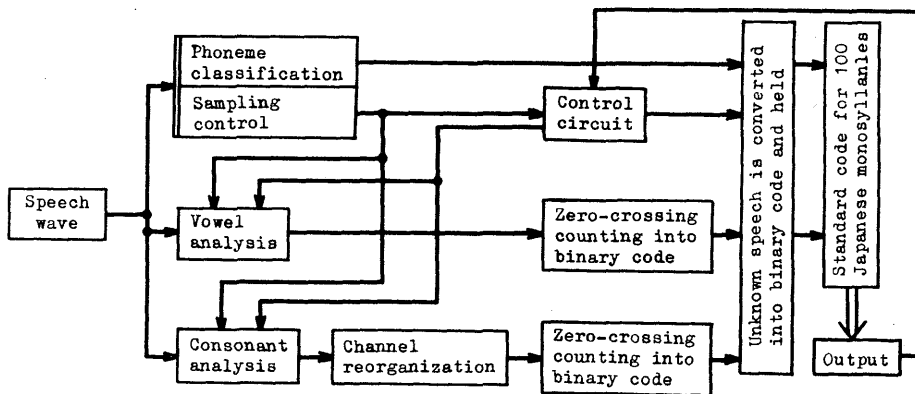 Phoneme
classification
Sampling
control
Control
circuit
Speech
wave
Vowel
analysis
Zero-crossing
counting into
binary code
Consonant
analysis
Channel
reorganization
Zero-crossing
counting into
binary code
Unknown speech is converted
into binary code and held
Standard code for 100
Japanese monosyllanles
Output